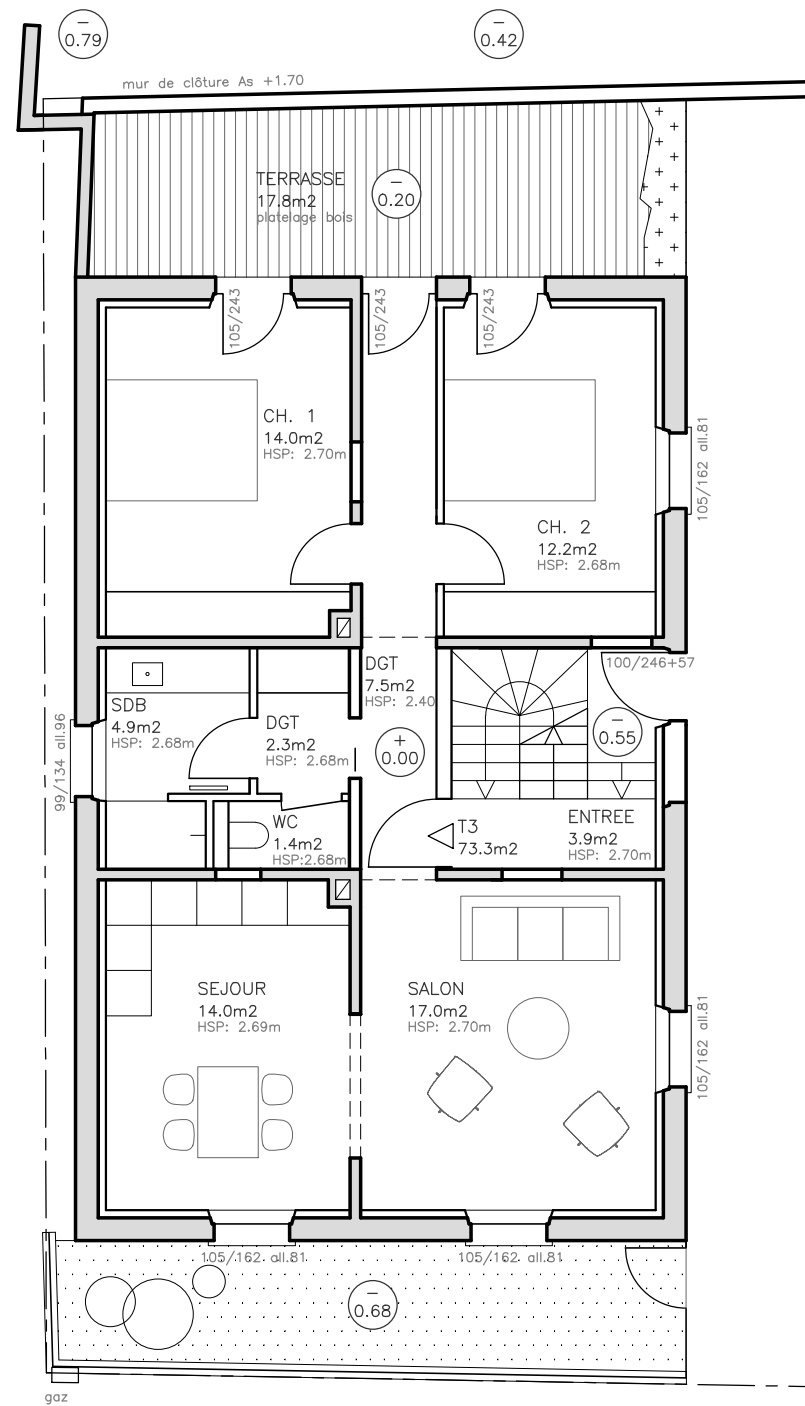 −
0.79
−
0.42
mur de clôture As +1.70
TERRASSE
17.8m2
platelage bois
−
0.20
105/243
105/243
105/243
CH. 1
14.0m2
HSP: 2.70m
105/162 all.81
CH. 2
12.2m2
HSP: 2.68m
DGT
7.5m2
HSP: 2.40
100/246+57
SDB
4.9m2
HSP: 2.68m
DGT
2.3m2
HSP: 2.68m
+
0.00
−
0.55
99/134 all.96
WC
1.4m2
HSP:2.68m
T3
73.3m2
ENTREE
3.9m2
HSP: 2.70m
SEJOUR
14.0m2
HSP: 2.69m
SALON
17.0m2
HSP: 2.70m
105/162 all.81
105/162 all.81
105/162 all.81
−
0.68
gaz